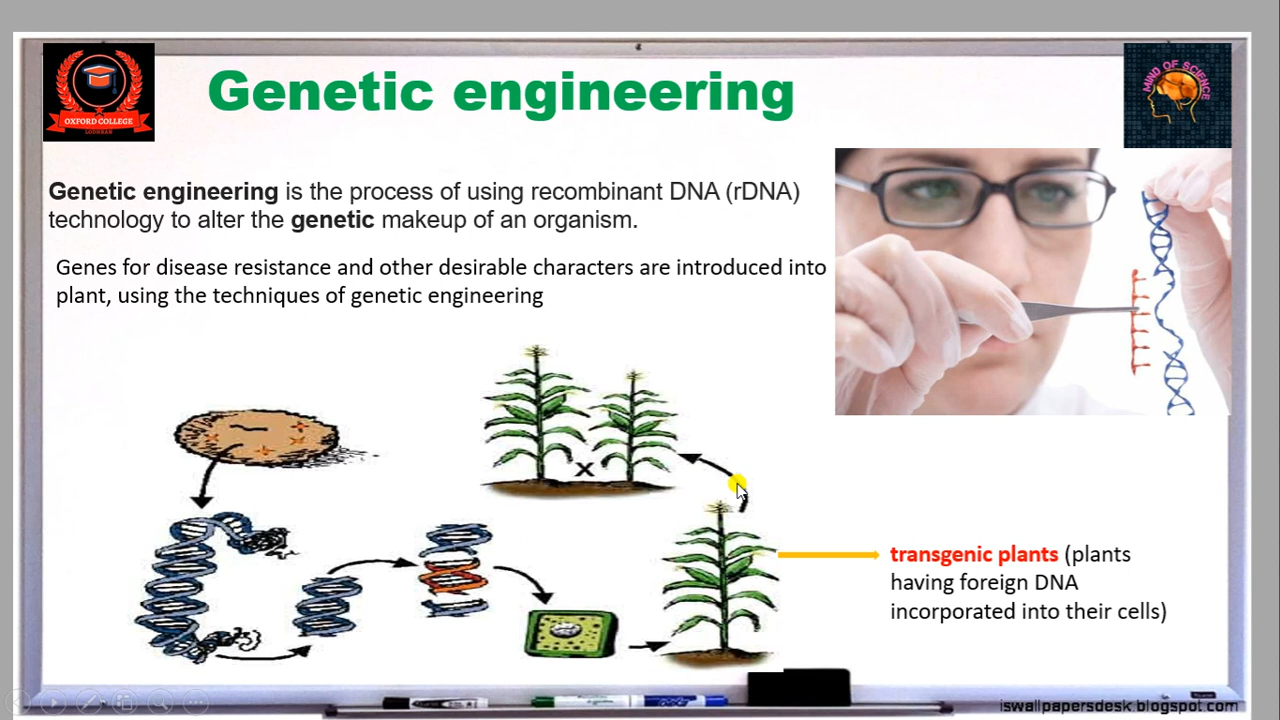 OXFORD COLLEGE
LODHRAN
Genetic engineering
MIND OF SCIENCE
Genetic engineering is the process of using recombinant DNA (rDNA)
technology to alter the genetic makeup of an organism.
Genes for disease resistance and other desirable characters are introduced into
plant, using the techniques of genetic engineering
x
transgenic plants (plants
having foreign DNA
incorporated into their cells)
iswallpapersdesk.blogspot.com